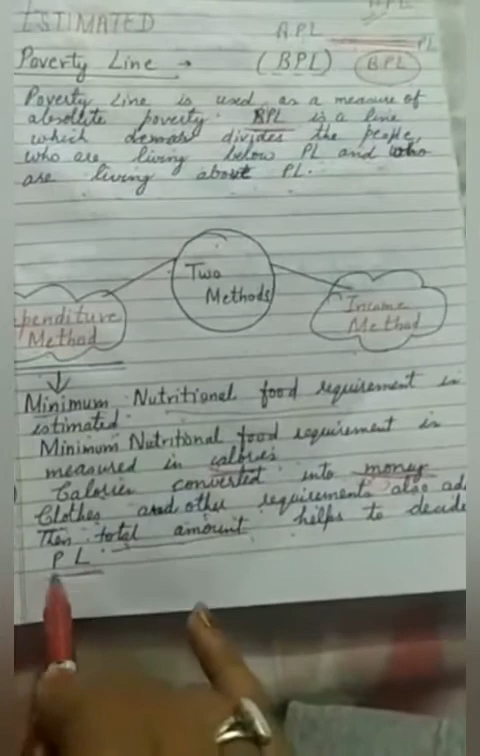 ESTIMATED
APL
PL
Poverty Line → (BPL) BPL
Poverty Line is used as a measure of
absolute poverty. BPL is a line
which demar divides the people,
who are living below PL and who
are living about PL.
Two
Methods
penditure
Method
Income
Method
Minimum Nutritional food requirement is
estimated.
Minimum Nutritional food requirement is
measured in calories
Calories converted into money
Clothes and other requirements also ad
Then total amount helps to decide
PL.